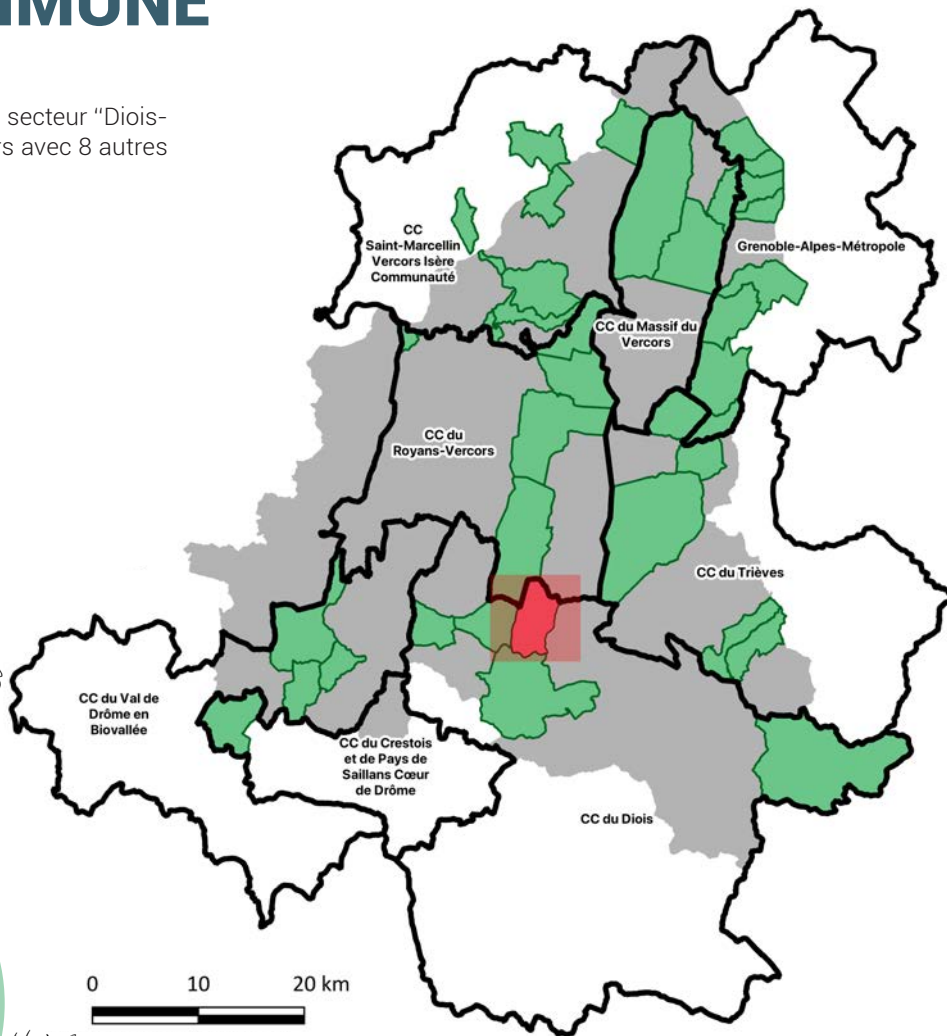 secteur “Diois-
avec 8 autres
CC
Saint-Marcellin
Vercors Isère
Communauté
Grenoble-Alpes-Métropole
CC du Massif du
Vercors
CC du
Royans-Vercors
CC du Trièves
CC du Val de
Drôme en
Biovallée
CC du Crestois
et de Pays de
Saillans Cœur
de Drôme
CC du Diois
0 10 20 km